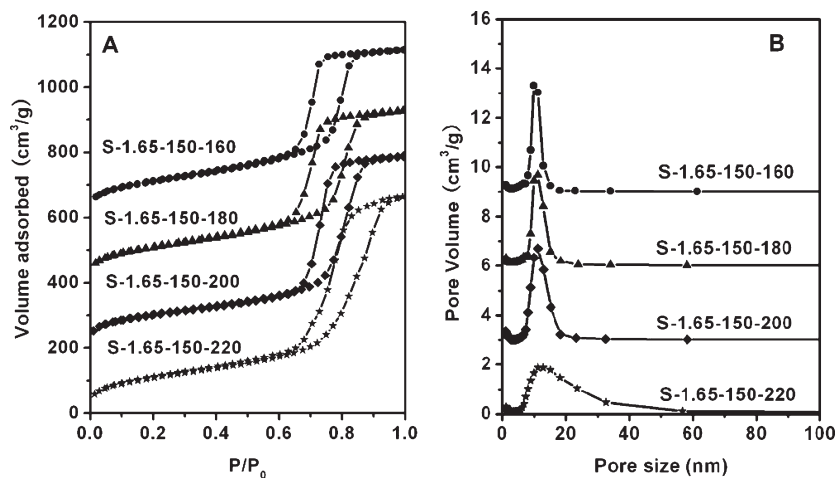 A
1200
1000
800
600
400
200
0
0.0
0.2
0.4
0.6
0.8
1.0
Volume adsorbed (cm³/g)
P/P₀
S-1.65-150-160
S-1.65-150-180
S-1.65-150-200
S-1.65-150-220
B
16
14
12
10
8
6
4
2
0
0
20
40
60
80
100
Pore Volume (cm³/g)
Pore size (nm)
S-1.65-150-160
S-1.65-150-180
S-1.65-150-200
S-1.65-150-220